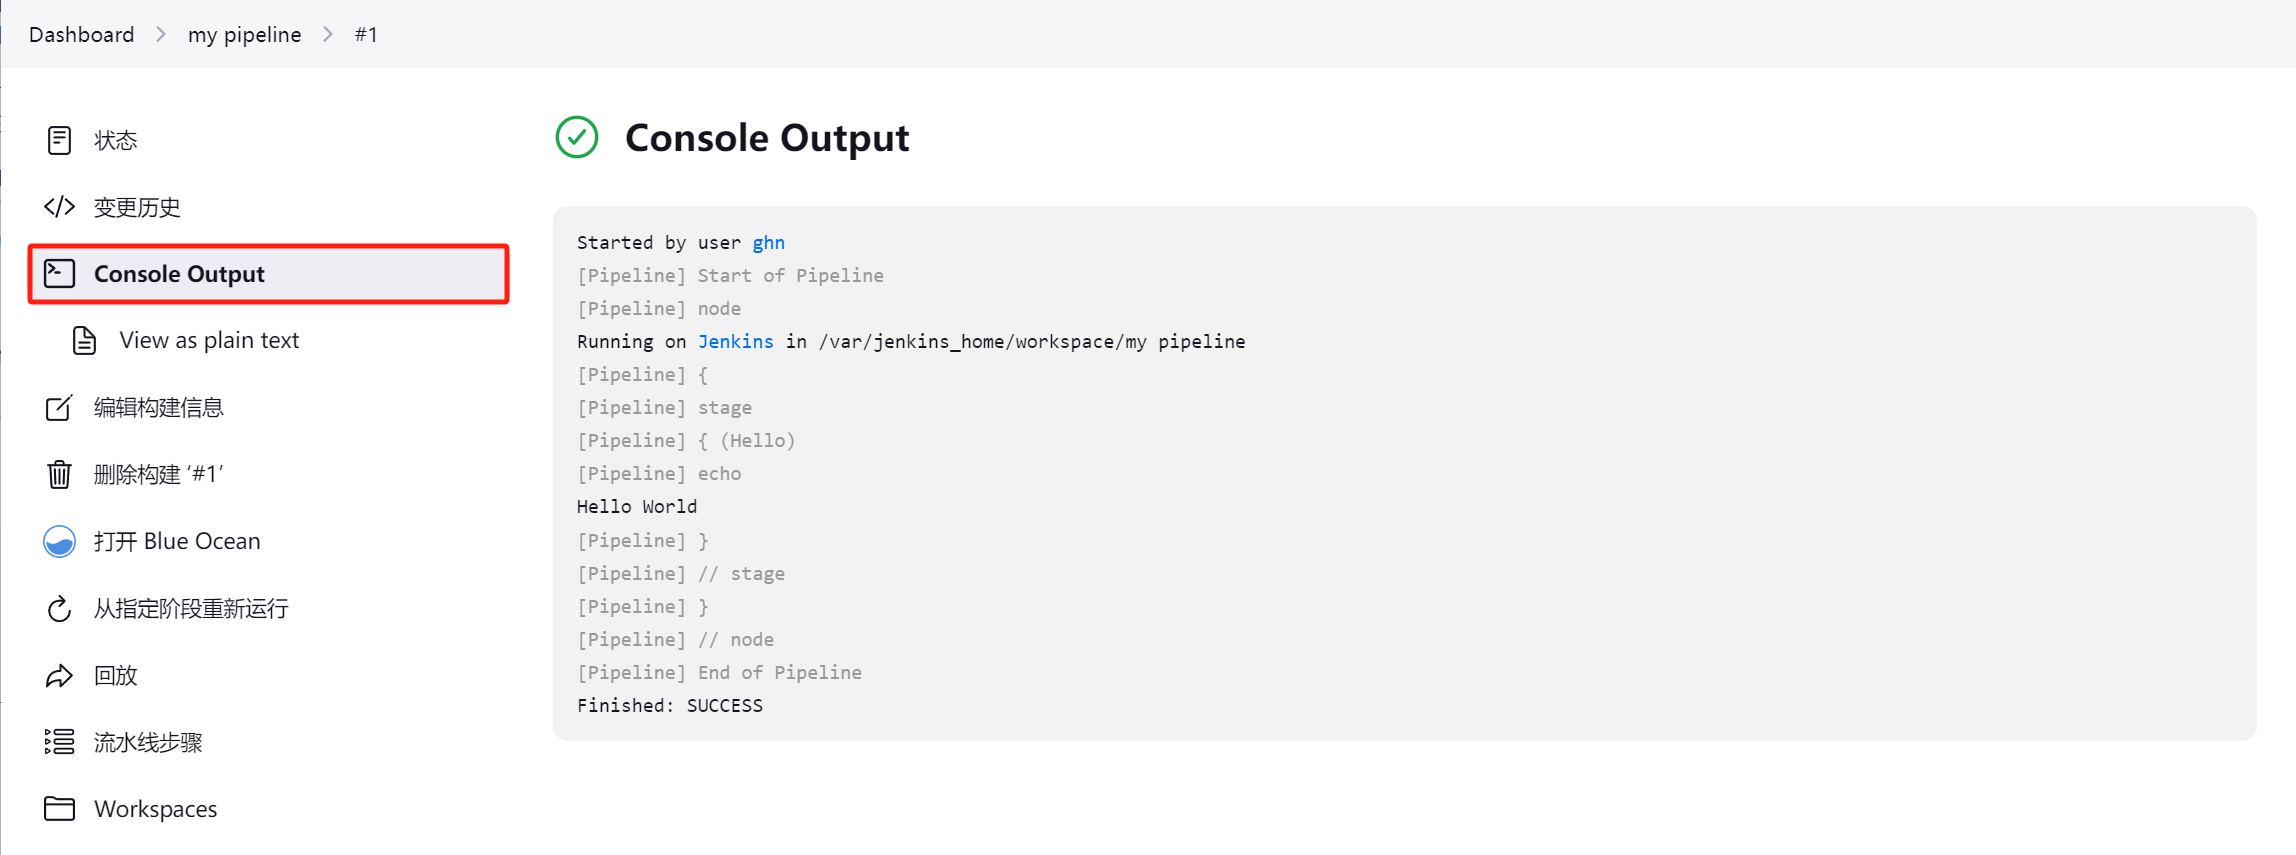 Dashboard > my pipeline > #1
状态
变更历史
Console Output
View as plain text
编辑构建信息
删除构建 ‘#1’
打开 Blue Ocean
从指定阶段重新运行
回放
流水线步骤
Workspaces
Console Output
Started by user ghn
[Pipeline] Start of Pipeline
[Pipeline] node
Running on Jenkins in /var/jenkins_home/workspace/my pipeline
[Pipeline] {
[Pipeline] stage
[Pipeline] { (Hello)
[Pipeline] echo
Hello World
[Pipeline] }
[Pipeline] // stage
[Pipeline] }
[Pipeline] // node
[Pipeline] End of Pipeline
Finished: SUCCESS